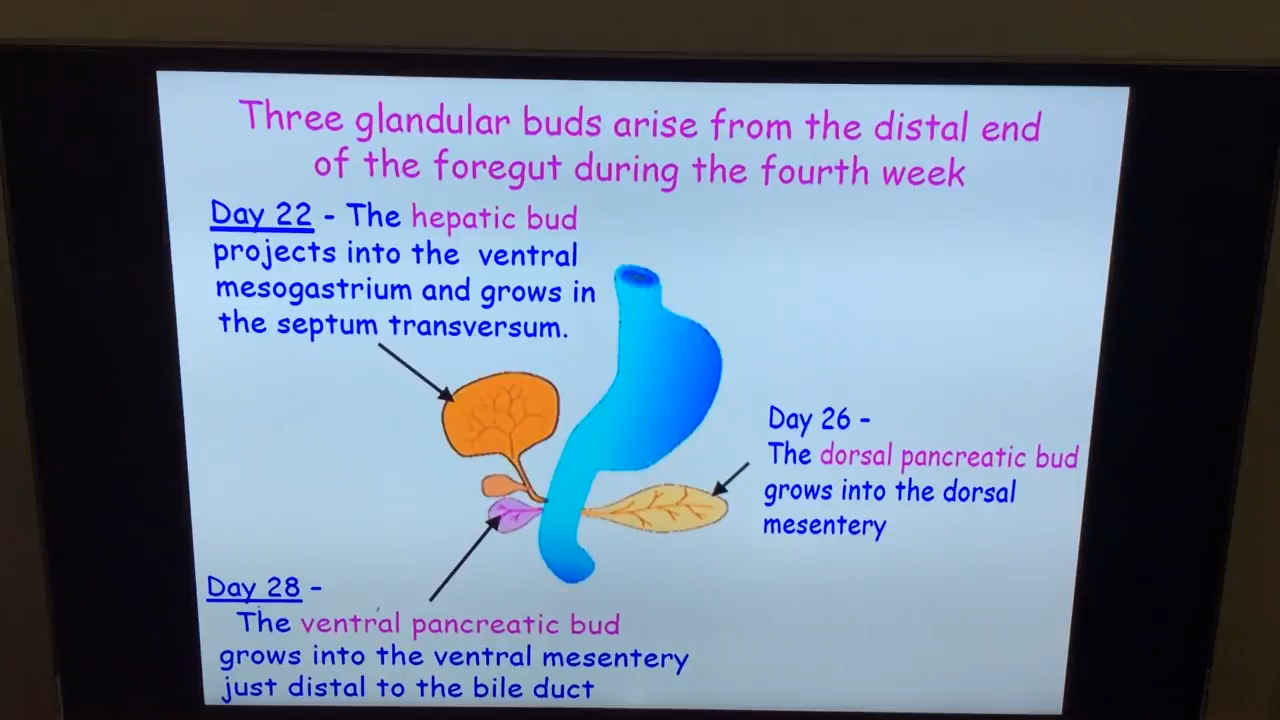 Three glandular buds arise from the distal end
of the foregut during the fourth week
Day 22 - The hepatic bud
projects into the ventral
mesogastrium and grows in
the septum transversum.
Day 26 -
The dorsal pancreatic bud
grows into the dorsal
mesentery
Day 28 -
The ventral pancreatic bud
grows into the ventral mesentery
just distal to the bile duct